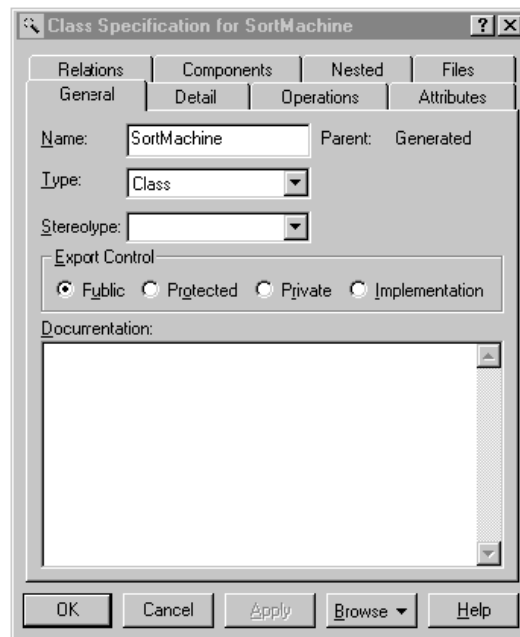 Class Specification for SortMachine
Relations Components Nested Files
General Detail Operations Attributes
Name: SortMachine Parent: Generated
Type: Class
Stereotype:
Export Control
Public Protected Private Implementation
Documentation:
OK Cancel Apply Browse Help